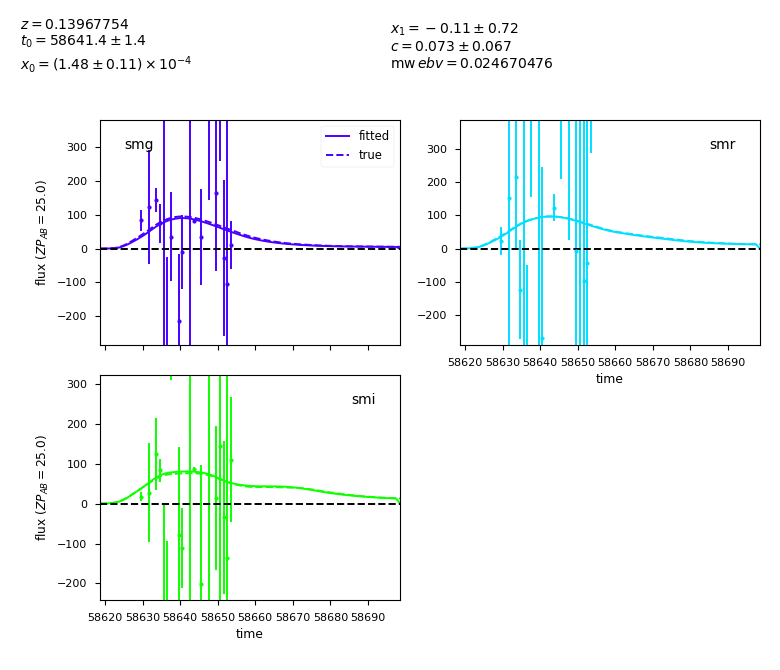 z = 0.13967754
t₀ = 58641.4 ± 1.4
x₀ = (1.48 ± 0.11) × 10⁻⁴
x₁ = −0.11 ± 0.72
c = 0.073 ± 0.067
mw ebv = 0.024670476
smg
fitted
true
300
200
100
0
−100
−200
flux (ZP_AB = 25.0)
smr
300
200
100
0
−100
−200
58620 58630 58640 58650 58660 58670 58680 58690
time
smi
300
200
100
0
−100
−200
flux (ZP_AB = 25.0)
58620 58630 58640 58650 58660 58670 58680 58690
time